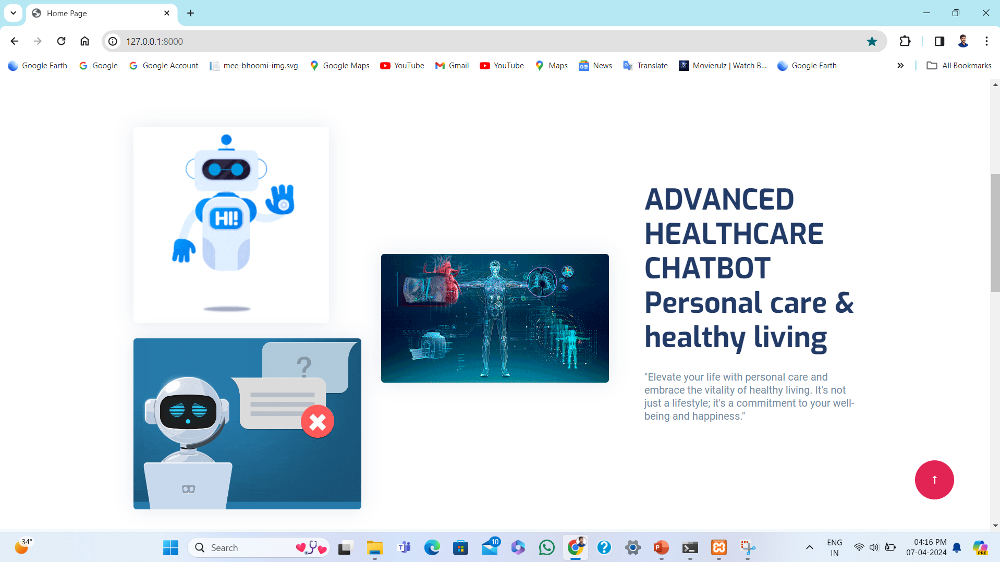 Home Page
127.0.0.1:8000
Google Earth
Google
Google Account
mee-bhoomi-img.svg
Google Maps
YouTube
Gmail
YouTube
Maps
News
Translate
Movierulz | Watch B...
Google Earth
All Bookmarks
HI!
ADVANCED
HEALTHCARE
CHATBOT
Personal care &
healthy living
"Elevate your life with personal care and
embrace the vitality of healthy living. It's not
just a lifestyle; it's a commitment to your well-
being and happiness."
?
34°
Search
10
ENG
IN
04:16 PM
07-04-2024
PRE